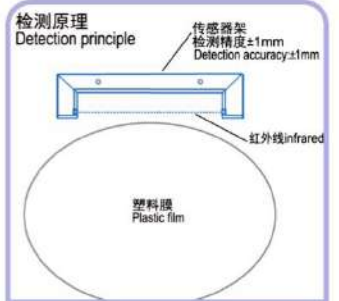 检测原理
Detection principle
传感器架
检测精度±1mm
Detection accuracy:±1mm
红外线infrared
塑料膜
Plastic film